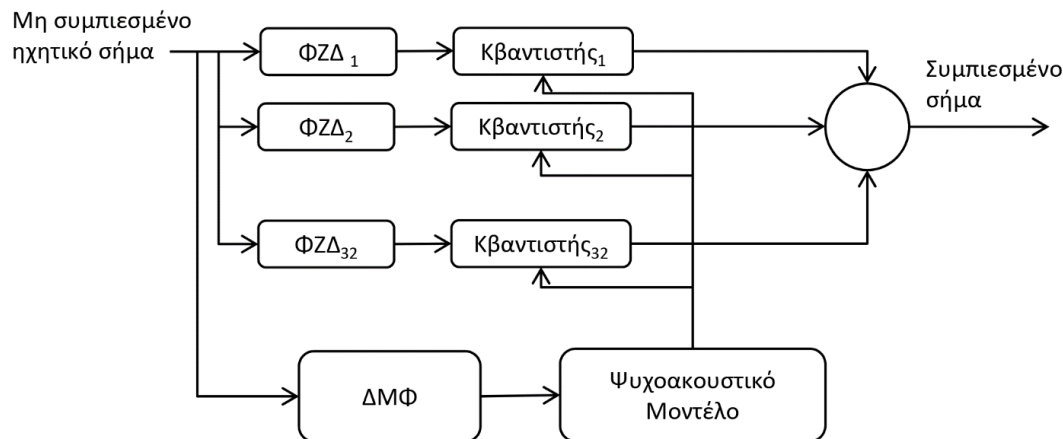 Μη συμπιεσμένο
ηχητικό σήμα
ΦΖΔ 1
Κβαντιστής1
Συμπιεσμένο
σήμα
ΦΖΔ2
Κβαντιστής2
ΦΖΔ32
Κβαντιστής32
ΔΜΦ
Ψυχοακουστικό
Μοντέλο